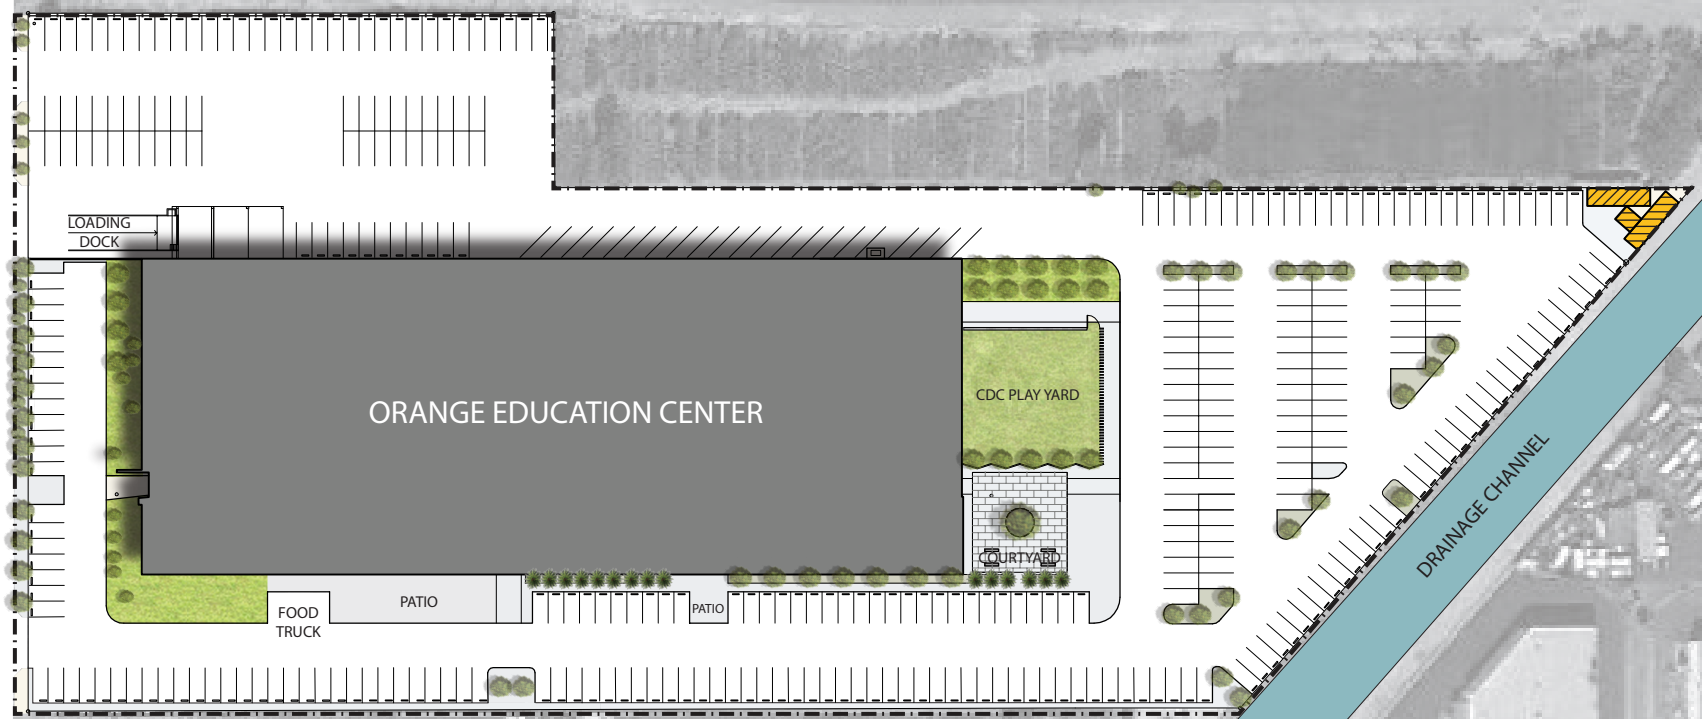 LOADING
DOCK
ORANGE EDUCATION CENTER
CDC PLAY YARD
DRAINAGE CHANNEL
COURTYARD
PATIO
FOOD
TRUCK
PATIO